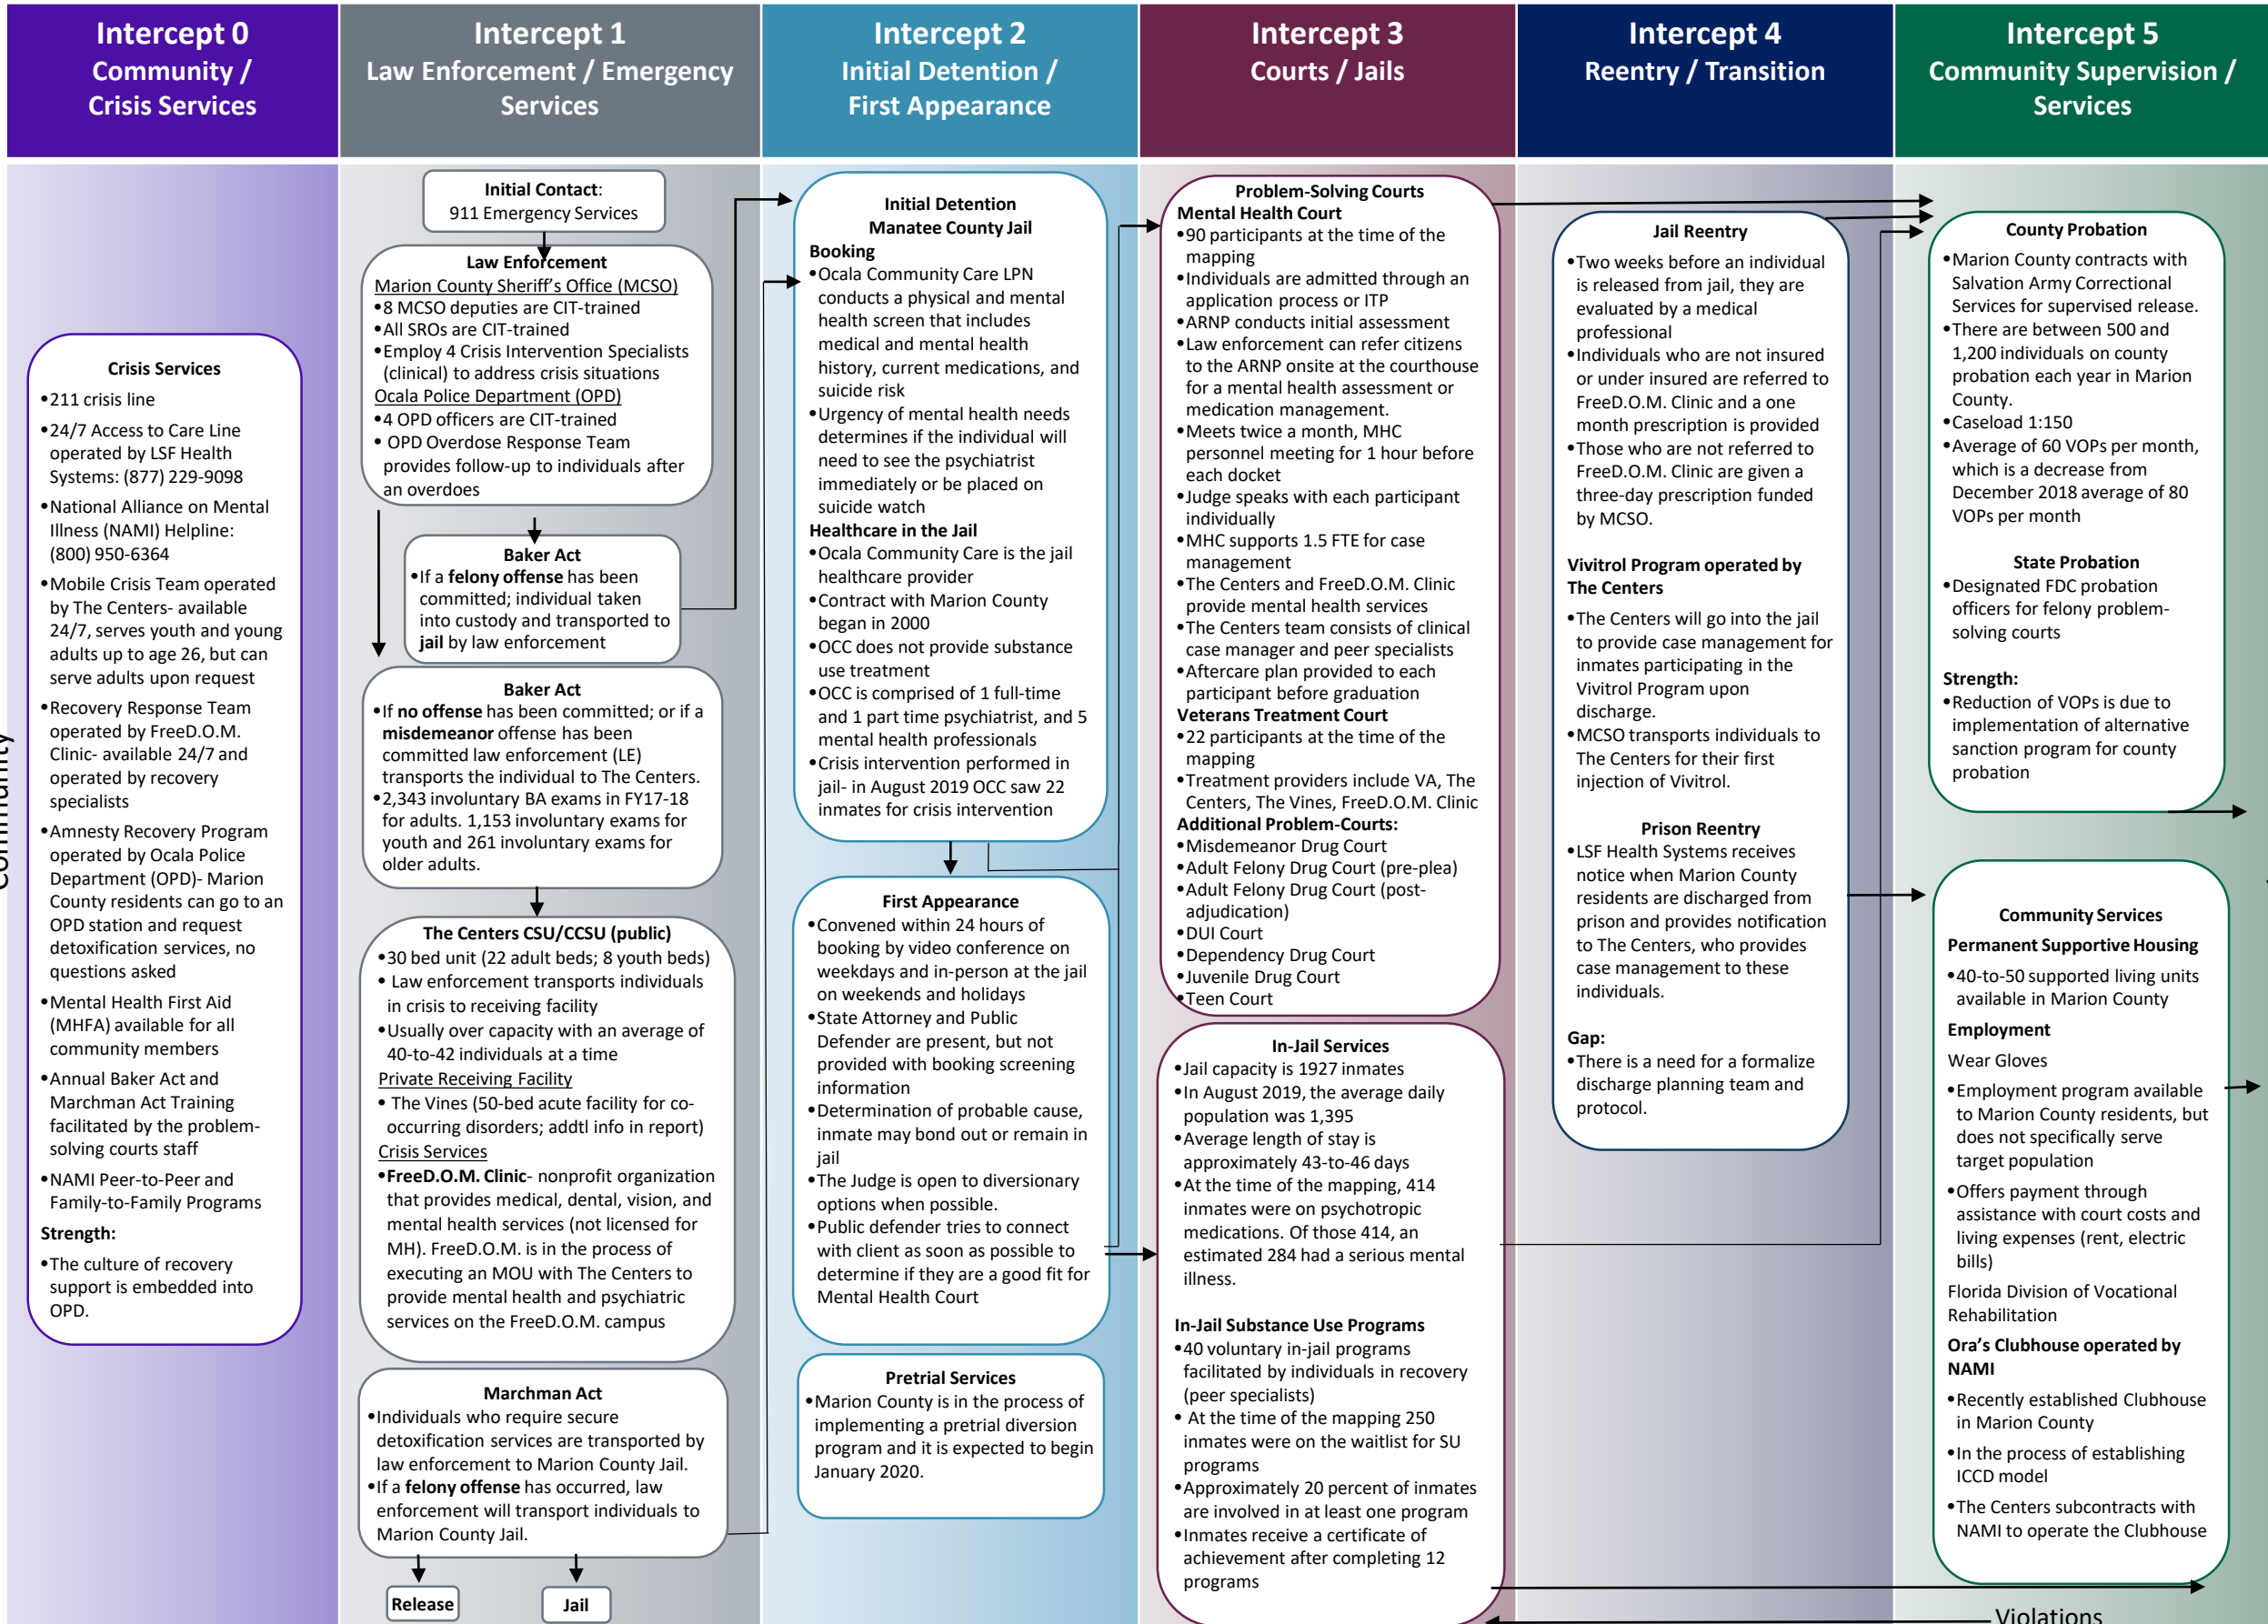 Intercept 0
Community /
Crisis Services
Intercept 1
Law Enforcement / Emergency
Services
Intercept 2
Initial Detention /
First Appearance
Intercept 3
Courts / Jails
Intercept 4
Reentry / Transition
Intercept 5
Community Supervision /
Services
Community
Crisis Services
•211 crisis line
•24/7 Access to Care Line
operated by LSF Health
Systems: (877) 229-9098
•National Alliance on Mental
Illness (NAMI) Helpline:
(800) 950-6364
•Mobile Crisis Team operated
by The Centers- available
24/7, serves youth and young
adults up to age 26, but can
serve adults upon request
•Recovery Response Team
operated by FreeD.O.M.
Clinic- available 24/7 and
operated by recovery
specialists
•Amnesty Recovery Program
operated by Ocala Police
Department (OPD)- Marion
County residents can go to an
OPD station and request
detoxification services, no
questions asked
•Mental Health First Aid
(MHFA) available for all
community members
•Annual Baker Act and
Marchman Act Training
facilitated by the problem-
solving courts staff
•NAMI Peer-to-Peer and
Family-to-Family Programs
Strength:
•The culture of recovery
support is embedded into
OPD.
Initial Contact:
911 Emergency Services
Law Enforcement
Marion County Sheriff's Office (MCSO)
•8 MCSO deputies are CIT-trained
•All SROs are CIT-trained
•Employ 4 Crisis Intervention Specialists
(clinical) to address crisis situations
Ocala Police Department (OPD)
•4 OPD officers are CIT-trained
• OPD Overdose Response Team
provides follow-up to individuals after
an overdoes
Baker Act
•If a felony offense has been
committed; individual taken
into custody and transported to
jail by law enforcement
Baker Act
•If no offense has been committed; or if a
misdemeanor offense has been
committed law enforcement (LE)
transports the individual to The Centers.
•2,343 involuntary BA exams in FY17-18
for adults. 1,153 involuntary exams for
youth and 261 involuntary exams for
older adults.
The Centers CSU/CCSU (public)
•30 bed unit (22 adult beds; 8 youth beds)
• Law enforcement transports individuals
in crisis to receiving facility
•Usually over capacity with an average of
40-to-42 individuals at a time
Private Receiving Facility
• The Vines (50-bed acute facility for co-
occurring disorders; addtl info in report)
Crisis Services
•FreeD.O.M. Clinic- nonprofit organization
that provides medical, dental, vision, and
mental health services (not licensed for
MH). FreeD.O.M. is in the process of
executing an MOU with The Centers to
provide mental health and psychiatric
services on the FreeD.O.M. campus
Marchman Act
•Individuals who require secure
detoxification services are transported by
law enforcement to Marion County Jail.
•If a felony offense has occurred, law
enforcement will transport individuals to
Marion County Jail.
Release
Jail
Initial Detention
Manatee County Jail
Booking
•Ocala Community Care LPN
conducts a physical and mental
health screen that includes
medical and mental health
history, current medications, and
suicide risk
•Urgency of mental health needs
determines if the individual will
need to see the psychiatrist
immediately or be placed on
suicide watch
Healthcare in the Jail
•Ocala Community Care is the jail
healthcare provider
•Contract with Marion County
began in 2000
•OCC does not provide substance
use treatment
•OCC is comprised of 1 full-time
and 1 part time psychiatrist, and 5
mental health professionals
•Crisis intervention performed in
jail- in August 2019 OCC saw 22
inmates for crisis intervention
First Appearance
•Convened within 24 hours of
booking by video conference on
weekdays and in-person at the jail
on weekends and holidays
•State Attorney and Public
Defender are present, but not
provided with booking screening
information
•Determination of probable cause,
inmate may bond out or remain in
jail
•The Judge is open to diversionary
options when possible.
•Public defender tries to connect
with client as soon as possible to
determine if they are a good fit for
Mental Health Court
Pretrial Services
•Marion County is in the process of
implementing a pretrial diversion
program and it is expected to begin
January 2020.
Problem-Solving Courts
Mental Health Court
•90 participants at the time of the
mapping
•Individuals are admitted through an
application process or ITP
•ARNP conducts initial assessment
•Law enforcement can refer citizens
to the ARNP onsite at the courthouse
for a mental health assessment or
medication management.
•Meets twice a month, MHC
personnel meeting for 1 hour before
each docket
•Judge speaks with each participant
individually
•MHC supports 1.5 FTE for case
management
•The Centers and FreeD.O.M. Clinic
provide mental health services
•The Centers team consists of clinical
case manager and peer specialists
•Aftercare plan provided to each
participant before graduation
Veterans Treatment Court
•22 participants at the time of the
mapping
•Treatment providers include VA, The
Centers, The Vines, FreeD.O.M. Clinic
Additional Problem-Courts:
•Misdemeanor Drug Court
•Adult Felony Drug Court (pre-plea)
•Adult Felony Drug Court (post-
adjudication)
•DUI Court
•Dependency Drug Court
•Juvenile Drug Court
•Teen Court
In-Jail Services
•Jail capacity is 1927 inmates
•In August 2019, the average daily
population was 1,395
•Average length of stay is
approximately 43-to-46 days
•At the time of the mapping, 414
inmates were on psychotropic
medications. Of those 414, an
estimated 284 had a serious mental
illness.
In-Jail Substance Use Programs
•40 voluntary in-jail programs
facilitated by individuals in recovery
(peer specialists)
• At the time of the mapping 250
inmates were on the waitlist for SU
programs
•Approximately 20 percent of inmates
are involved in at least one program
•Inmates receive a certificate of
achievement after completing 12
programs
Jail Reentry
•Two weeks before an individual
is released from jail, they are
evaluated by a medical
professional
•Individuals who are not insured
or under insured are referred to
FreeD.O.M. Clinic and a one
month prescription is provided
•Those who are not referred to
FreeD.O.M. Clinic are given a
three-day prescription funded
by MCSO.
Vivitrol Program operated by
The Centers
•The Centers will go into the jail
to provide case management for
inmates participating in the
Vivitrol Program upon
discharge.
•MCSO transports individuals to
The Centers for their first
injection of Vivitrol.
Prison Reentry
•LSF Health Systems receives
notice when Marion County
residents are discharged from
prison and provides notification
to The Centers, who provides
case management to these
individuals.
Gap:
•There is a need for a formalize
discharge planning team and
protocol.
County Probation
•Marion County contracts with
Salvation Army Correctional
Services for supervised release.
•There are between 500 and
1,200 individuals on county
probation each year in Marion
County.
•Caseload 1:150
•Average of 60 VOPs per month,
which is a decrease from
December 2018 average of 80
VOPs per month
State Probation
•Designated FDC probation
officers for felony problem-
solving courts
Strength:
•Reduction of VOPs is due to
implementation of alternative
sanction program for county
probation
Community Services
Permanent Supportive Housing
•40-to-50 supported living units
available in Marion County
Employment
Wear Gloves
•Employment program available
to Marion County residents, but
does not specifically serve
target population
•Offers payment through
assistance with court costs and
living expenses (rent, electric
bills)
Florida Division of Vocational
Rehabilitation
Ora's Clubhouse operated by
NAMI
•Recently established Clubhouse
in Marion County
•In the process of establishing
ICCD model
•The Centers subcontracts with
NAMI to operate the Clubhouse
Violations